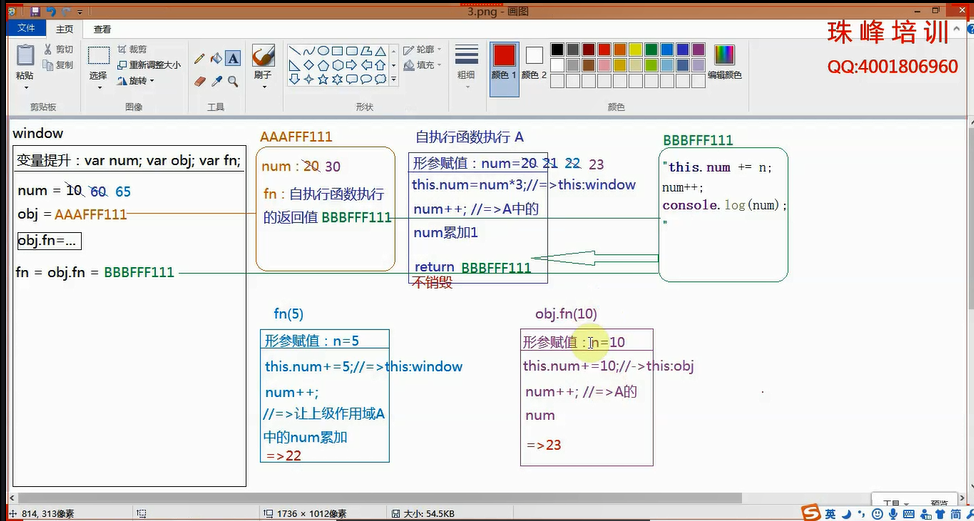 3.png - 画图
文件 主页 查看
珠峰培训
QQ:4001806960
粘贴
剪切
复制
选择
裁剪
重新调整大小
旋转
A
刷子
轮廓
填充
粗细
颜色 1
颜色 2
编辑颜色
剪贴板 图像 工具 形状 颜色
window
变量提升：var num; var obj; var fn;
num = 10 60 65
obj = AAAFFF111
obj.fn=...
fn = obj.fn = BBBFFF111
AAAFFF111
num : 20 30
fn : 自执行函数执行
的返回值 BBBFFF111
自执行函数执行 A
形参赋值：num=20 21 22 23
this.num=num*3;//=>this:window
num++; //=>A中的
num累加1
return BBBFFF111
不销毁
BBBFFF111
"this.num += n;
num++;
console.log(num);
"
fn(5)
形参赋值：n=5
this.num+=5;//=>this:window
num++;
//=>让上级作用域A
中的num累加
=>22
obj.fn(10)
形参赋值：n=10
this.num+=10;//->this:obj
num++; //=>A的
num
=>23
814, 313像素
1736 × 1012像素
大小: 54.5KB
英
简